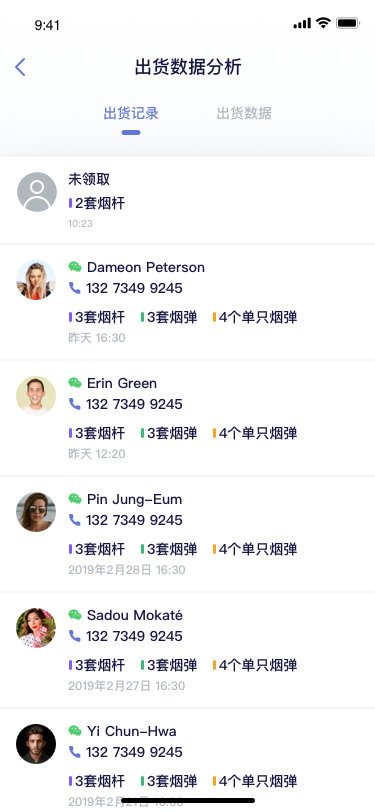 9:41
出货数据分析
出货记录 出货数据
未领取
2套烟杆
10:23
Dameon Peterson
132 7349 9245
3套烟杆 3套烟弹 4个单只烟弹
昨天 16:30
Erin Green
132 7349 9245
3套烟杆 3套烟弹 4个单只烟弹
昨天 12:20
Pin Jung-Eum
132 7349 9245
3套烟杆 3套烟弹 4个单只烟弹
2019年2月28日 16:30
Sadou Mokaté
132 7349 9245
3套烟杆 3套烟弹 4个单只烟弹
2019年2月27日 16:30
Yi Chun-Hwa
132 7349 9245
3套烟杆 3套烟弹 4个单只烟弹
2019年2月21日 16:30